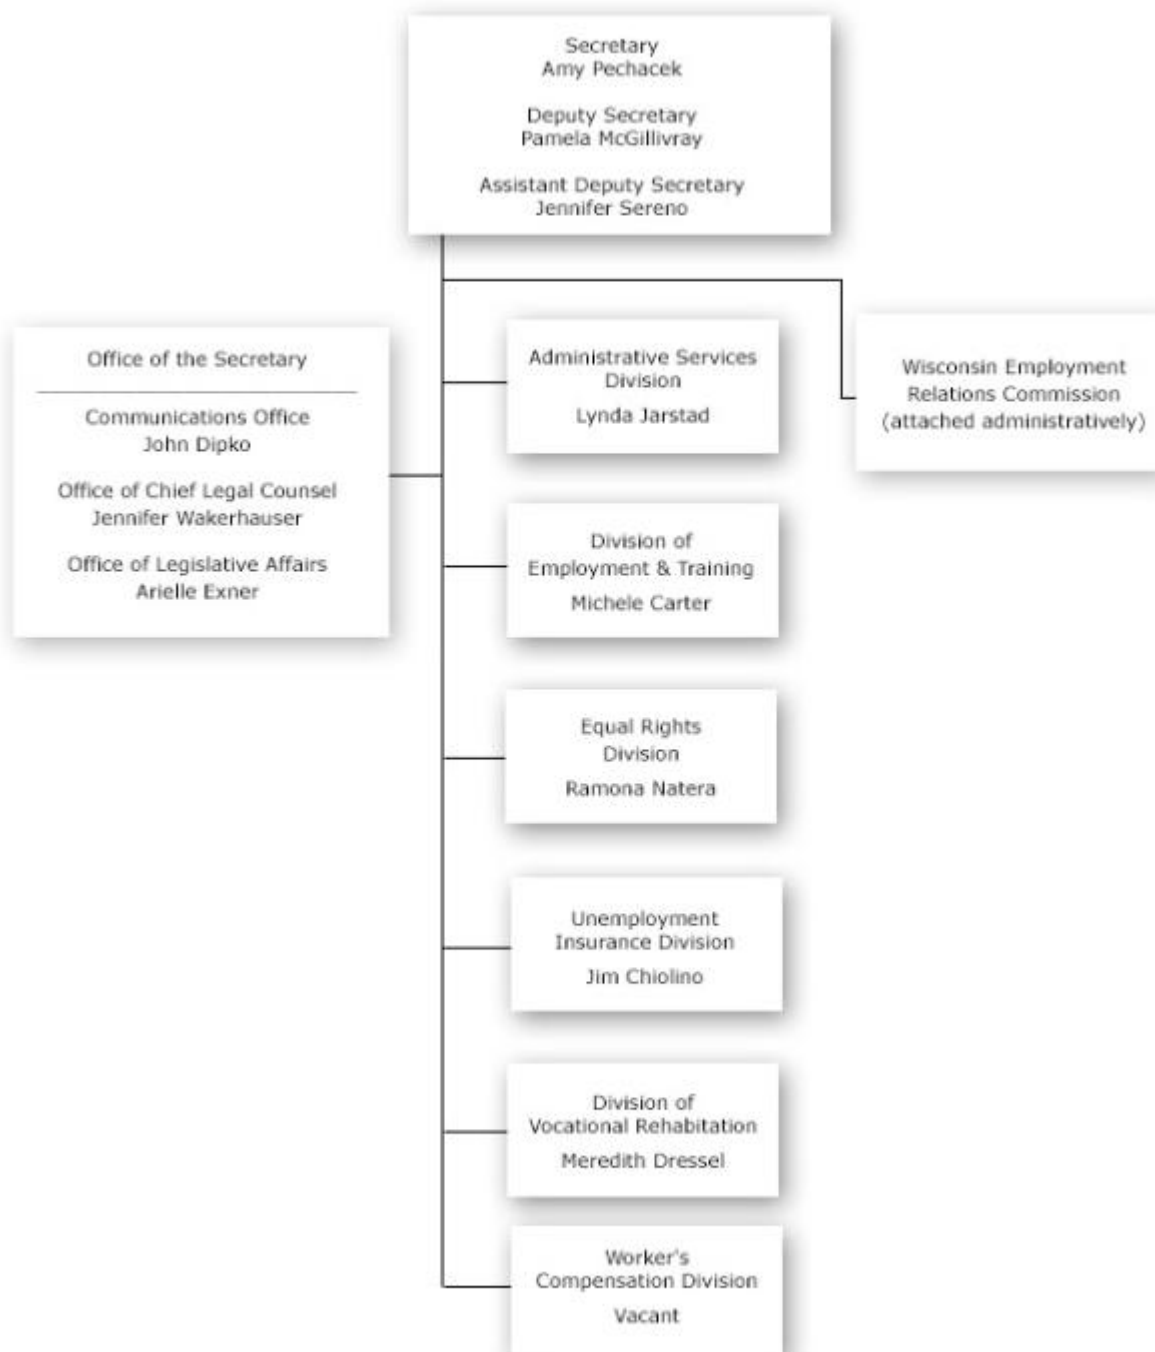 Secretary
Amy Pechacek
Deputy Secretary
Pamela McGillivray
Assistant Deputy Secretary
Jennifer Sereno
Office of the Secretary
Communications Office
John Dipko
Office of Chief Legal Counsel
Jennifer Wakerhauser
Office of Legislative Affairs
Arielle Exner
Administrative Services
Division
Lynda Jarstad
Wisconsin Employment
Relations Commission
(attached administratively)
Division of
Employment & Training
Michele Carter
Equal Rights
Division
Ramona Natera
Unemployment
Insurance Division
Jim Chiolino
Division of
Vocational Rehabitation
Meredith Dressel
Worker's
Compensation Division
Vacant